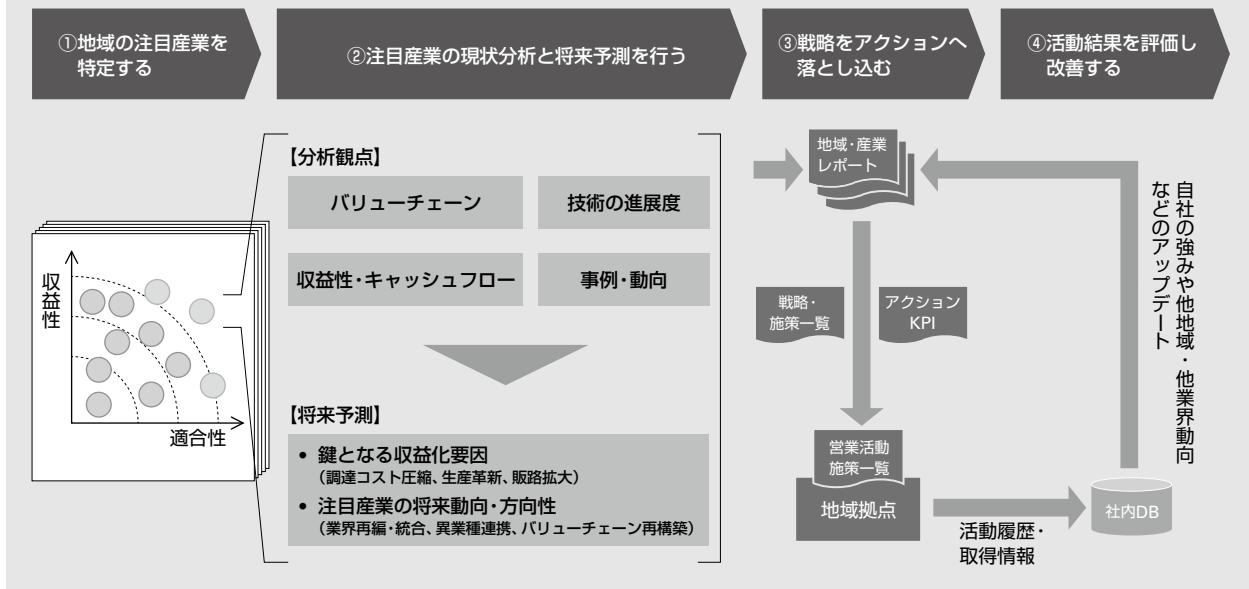 ①地域の注目産業を
特定する
②注目産業の現状分析と将来予測を行う
③戦略をアクションへ
落とし込む
④活動結果を評価し
改善する
収益性
適合性
【分析観点】
バリューチェーン
技術の進展度
収益性・キャッシュフロー
事例・動向
【将来予測】
• 鍵となる収益化要因
（調達コスト圧縮、生産革新、販路拡大）
• 注目産業の将来動向・方向性
（業界再編・統合、異業種連携、バリューチェーン再構築）
地域・産業
レポート
戦略・
施策一覧
アクション
KPI
営業活動
施策一覧
地域拠点
活動履歴・
取得情報
社内DB
自社の強みや他地域・他業界動向
などのアップデート